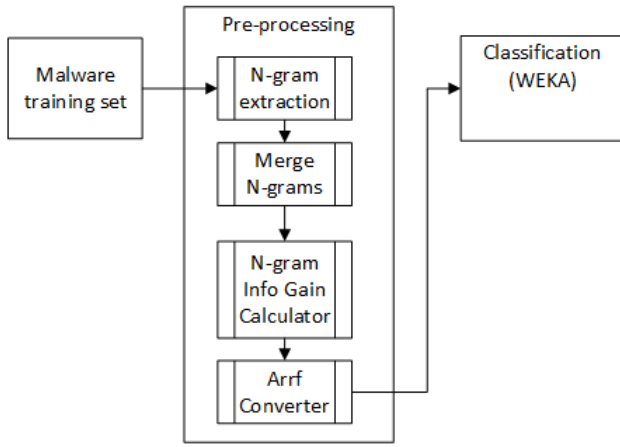 Pre-processing
Malware
training set
N-gram
extraction
Merge
N-grams
N-gram
Info Gain
Calculator
Arrf
Converter
Classification
(WEKA)